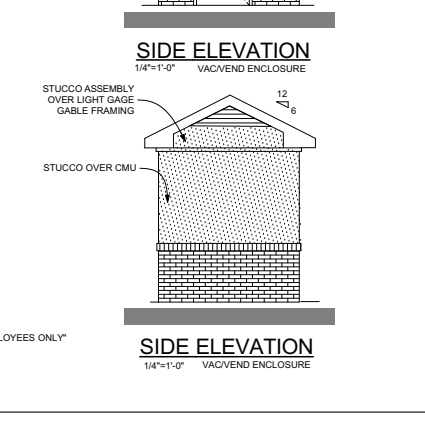 SIDE ELEVATION
1/4"=1'-0" VAC/VEND ENCLOSURE
STUCCO ASSEMBLY
OVER LIGHT GAGE
GABLE FRAMING
12
6
STUCCO OVER CMU
LOYEES ONLY"
SIDE ELEVATION
1/4"=1'-0" VAC/VEND ENCLOSURE